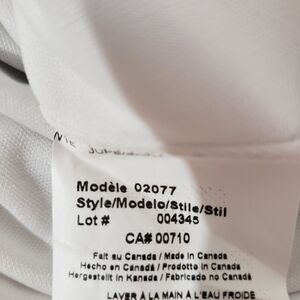 Modèle 02077
Style/Modelo/Stile/Stil
Lot # 004345
CA# 00710
Fait au Canada / Made in Canada
Hecho en Canadá / Prodotto in Canada
Hergestellt in Kanada / Fabricado no Canadá
LAVER À LA MAIN À L'EAU FROIDE